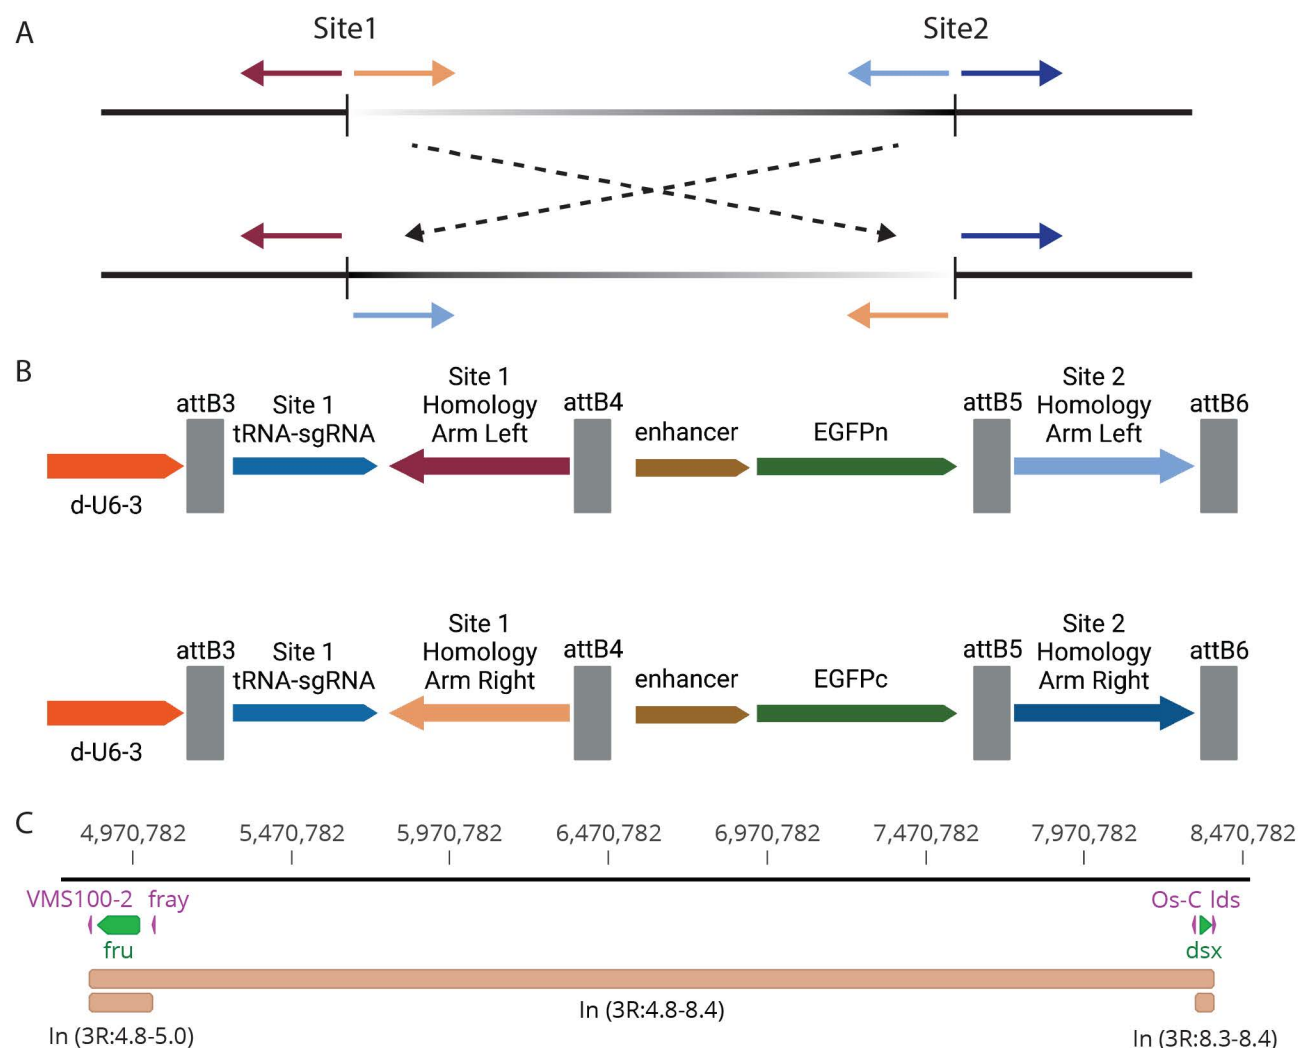 A
Site1
Site2
B
attB3
Site 1
tRNA-sgRNA
Site 1
Homology
Arm Left
attB4
enhancer
EGFPn
attB5
Site 2
Homology
Arm Left
attB6
d-U6-3
attB3
Site 1
tRNA-sgRNA
Site 1
Homology
Arm Right
attB4
enhancer
EGFPc
attB5
Site 2
Homology
Arm Right
attB6
d-U6-3
C
4,970,782 5,470,782 5,970,782 6,470,782 6,970,782 7,470,782 7,970,782 8,470,782
VMS100-2 fray Os-C lds
fru dsx
In (3R:4.8-8.4)
In (3R:4.8-5.0) In (3R:8.3-8.4)